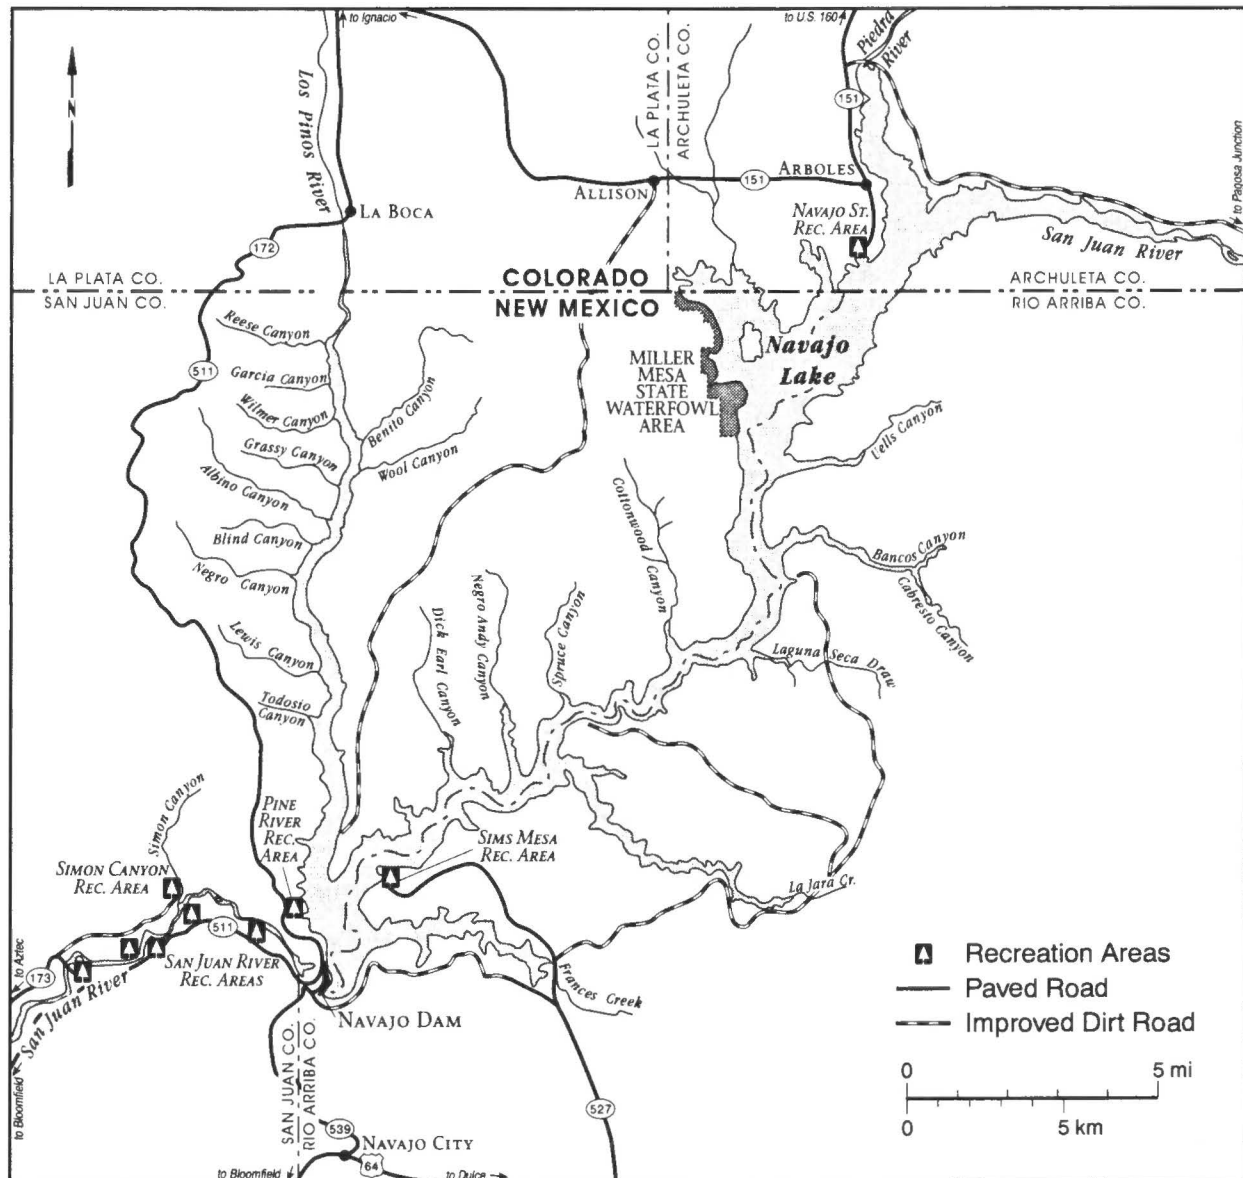 to Ignacio
to U.S. 160
Piedra
River
N
Los Pinos River
LA PLATA CO.
ARCHULETA CO.
151
to Pagosa Junction
ALLISON
151
ARBOLES
LA BOCA
NAVAJO ST.
REC. AREA
San Juan River
172
LA PLATA CO.
SAN JUAN CO.
COLORADO
NEW MEXICO
ARCHULETA CO.
RIO ARRIBA CO.
Reese Canyon
511
Garcia Canyon
Wilmer Canyon
Benito Canyon
Grassy Canyon
Wool Canyon
Albino Canyon
Blind Canyon
Negro Canyon
Lewis Canyon
Todosio
Canyon
MILLER
MESA
STATE
WATERFOWL
AREA
Navajo
Lake
Vells Canyon
Cottonwood Canyon
Bancos Canyon
Cabresto Canyon
Dick Earl Canyon
Negro Andy Canyon
Spruce Canyon
Laguna Seca Draw
Simon Canyon
PINE
RIVER
REC.
AREA
SIMS MESA
REC. AREA
SIMON CANYON
REC. AREA
La Jara Cr.
511
SAN JUAN RIVER
REC. AREAS
to Aztec
173
San Juan River
Frances Creek
NAVAJO DAM
SAN JUAN CO.
RIO ARRIBA CO.
to Bloomfield
527
539
NAVAJO CITY
64
to Bloomfield
to Dulce
Recreation Areas
Paved Road
Improved Dirt Road
0 5 mi
0 5 km